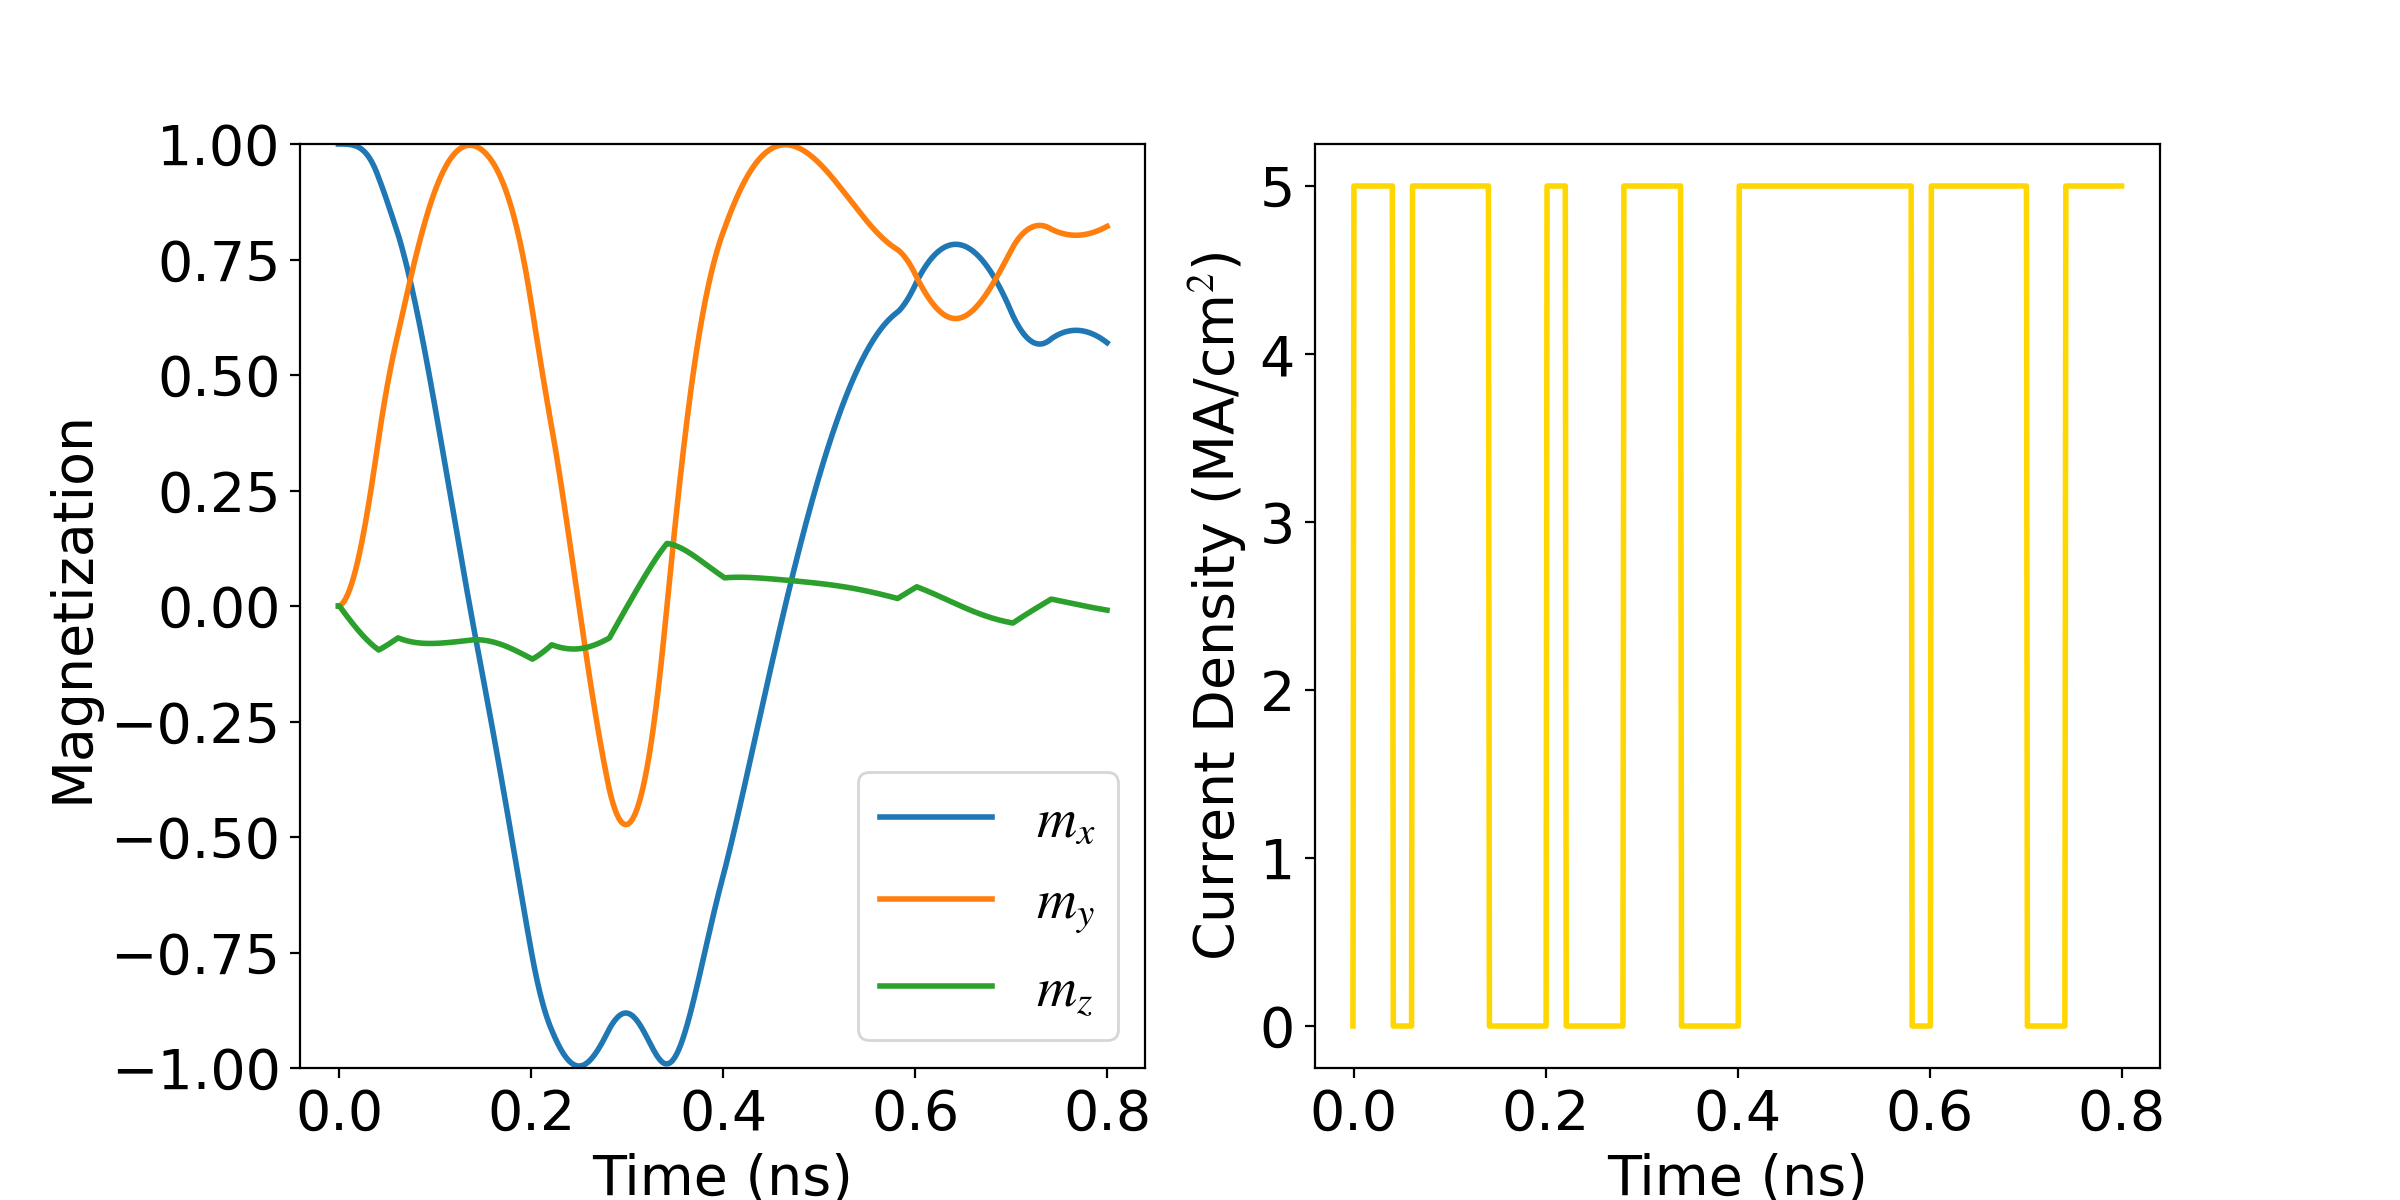 Magnetization
1.00
0.75
0.50
0.25
0.00
−0.25
−0.50
−0.75
−1.00
0.0 0.2 0.4 0.6 0.8
Time (ns)
m_x
m_y
m_z
Current Density (MA/cm²)
5
4
3
2
1
0
0.0 0.2 0.4 0.6 0.8
Time (ns)